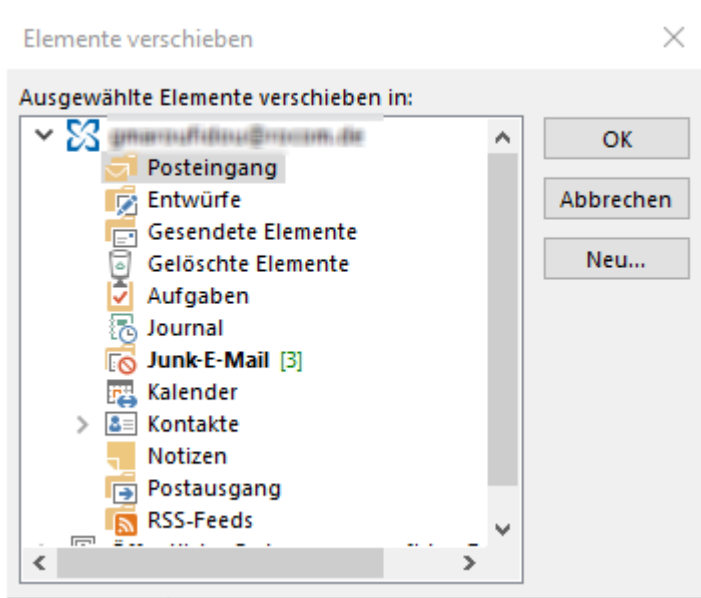 Elemente verschieben
Ausgewählte Elemente verschieben in:
OK
Posteingang
Entwürfe
Abbrechen
Gesendete Elemente
Gelöschte Elemente
Neu...
Aufgaben
Journal
Junk-E-Mail [3]
Kalender
Kontakte
Notizen
Postausgang
RSS-Feeds